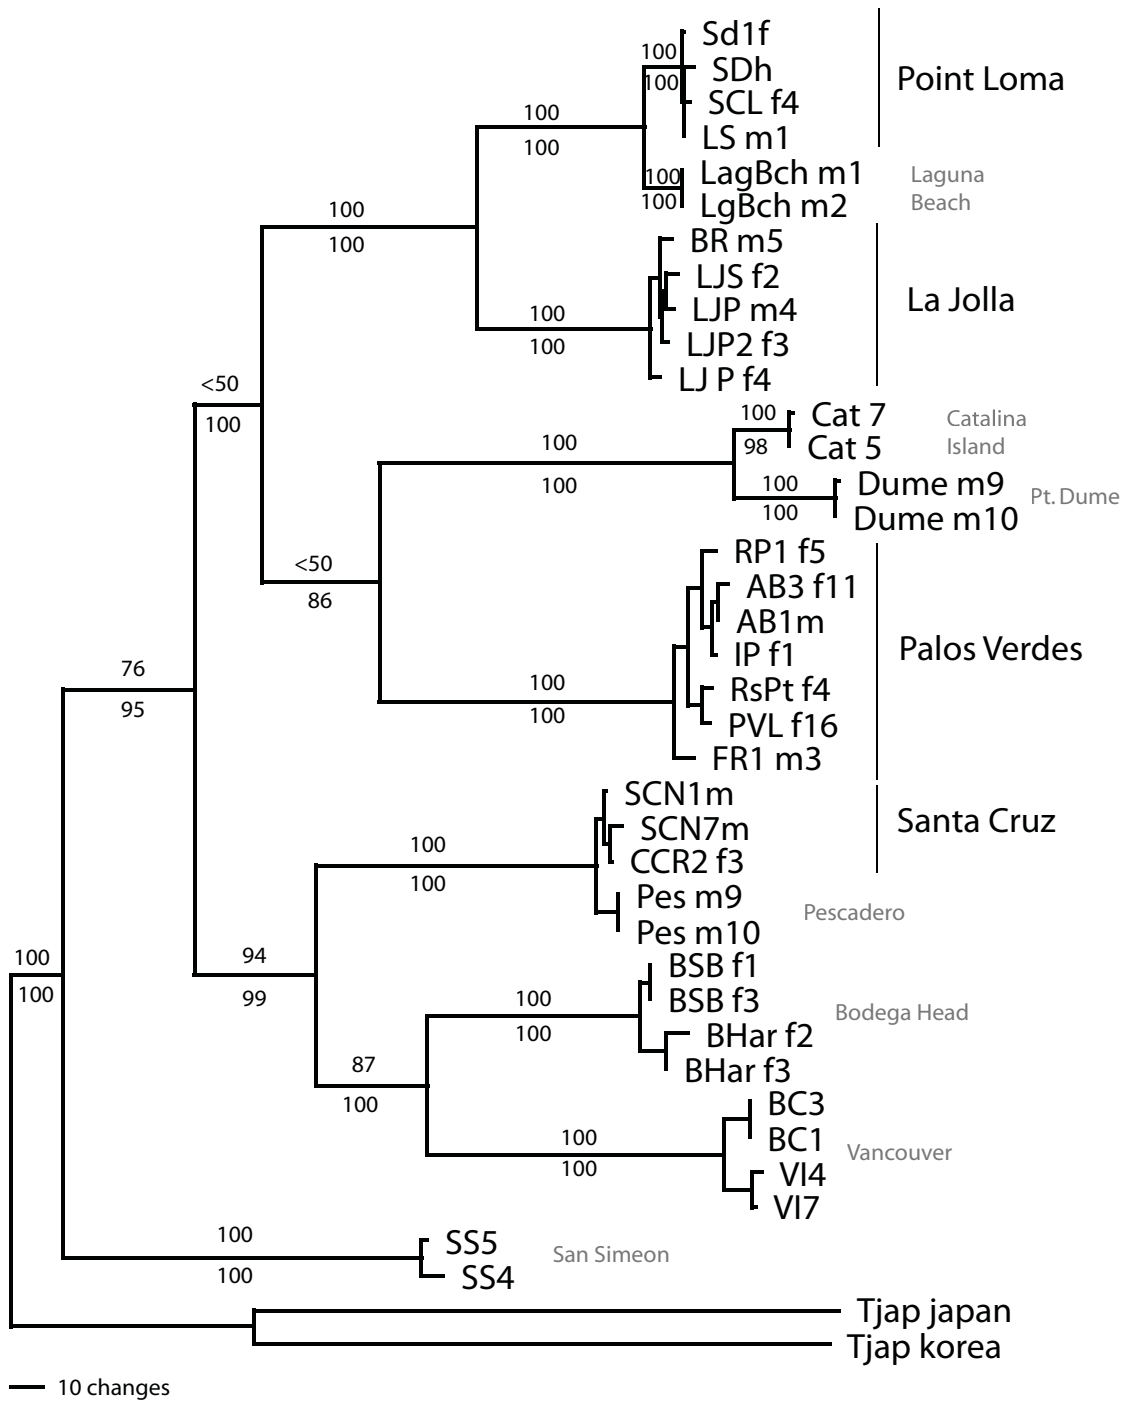 Sd1f
100
SDh
100
SCL f4
Point Loma
100
LS m1
100
LagBch m1
100
Laguna
Beach
100
LgBch m2
100
100
BR m5
LJS f2
La Jolla
100
LJP m4
100
LJP2 f3
LJ P f4
<50
100
100
Cat 7
Catalina
Island
98
Cat 5
100
100
100
Dume m9
Pt. Dume
100
Dume m10
RP1 f5
<50
86
AB3 f11
AB1m
Palos Verdes
IP f1
76
95
100
RsPt f4
100
PVL f16
FR1 m3
SCN1m
SCN7m
Santa Cruz
100
CCR2 f3
100
Pes m9
Pescadero
Pes m10
94
99
100
100
BSB f1
100
BSB f3
Bodega Head
100
BHar f2
87
100
BHar f3
BC3
100
BC1
Vancouver
100
VI4
VI7
100
SS5
San Simeon
100
SS4
Tjap japan
Tjap korea
10 changes